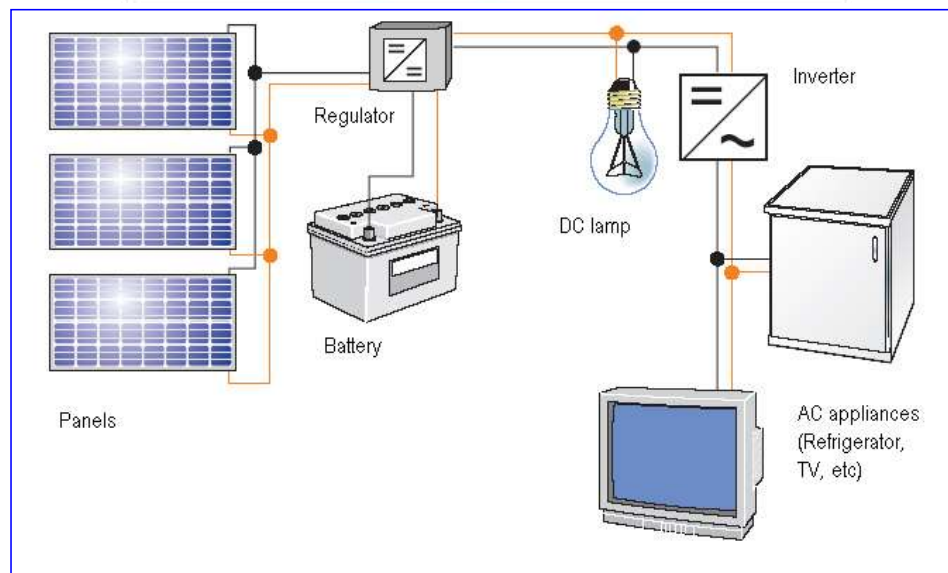 Regulator
Inverter
DC lamp
Battery
Panels
AC appliances
(Refrigerator,
TV, etc)